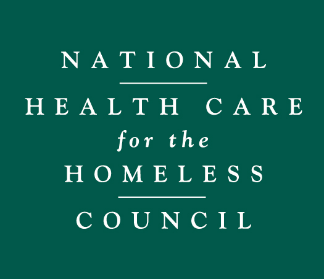 NATIONAL
HEALTH CARE
for the
HOMELESS
COUNCIL